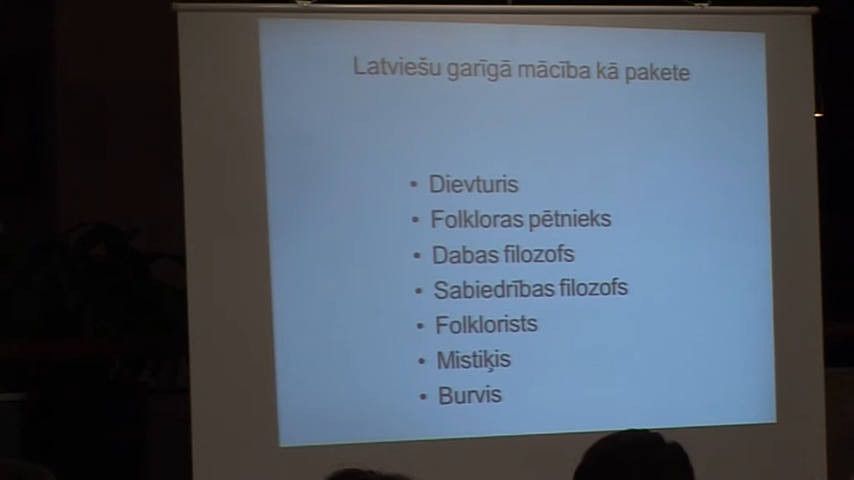 Latviešu garīgā mācība kā pakete
• Dievturis
• Folkloras pētnieks
• Dabas filozofs
• Sabiedrības filozofs
• Folklorists
• Mistiķis
• Burvis